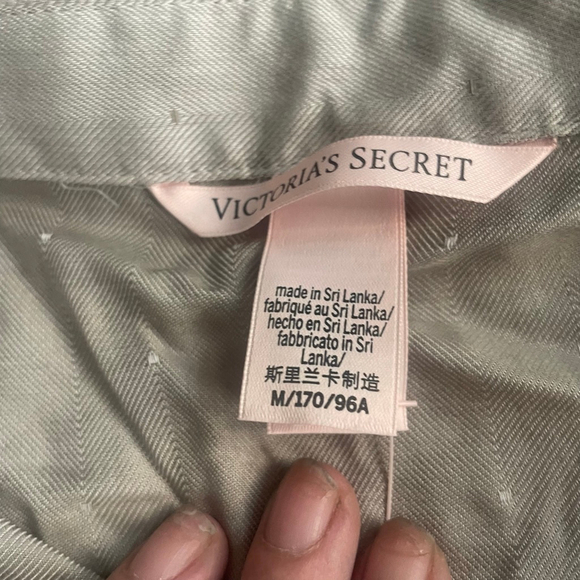 VICTORIA'S SECRET
made in Sri Lanka/
fabriqué au Sri Lanka/
hecho en Sri Lanka/
fabbricato in Sri
Lanka/
斯里兰卡制造
M/170/96A